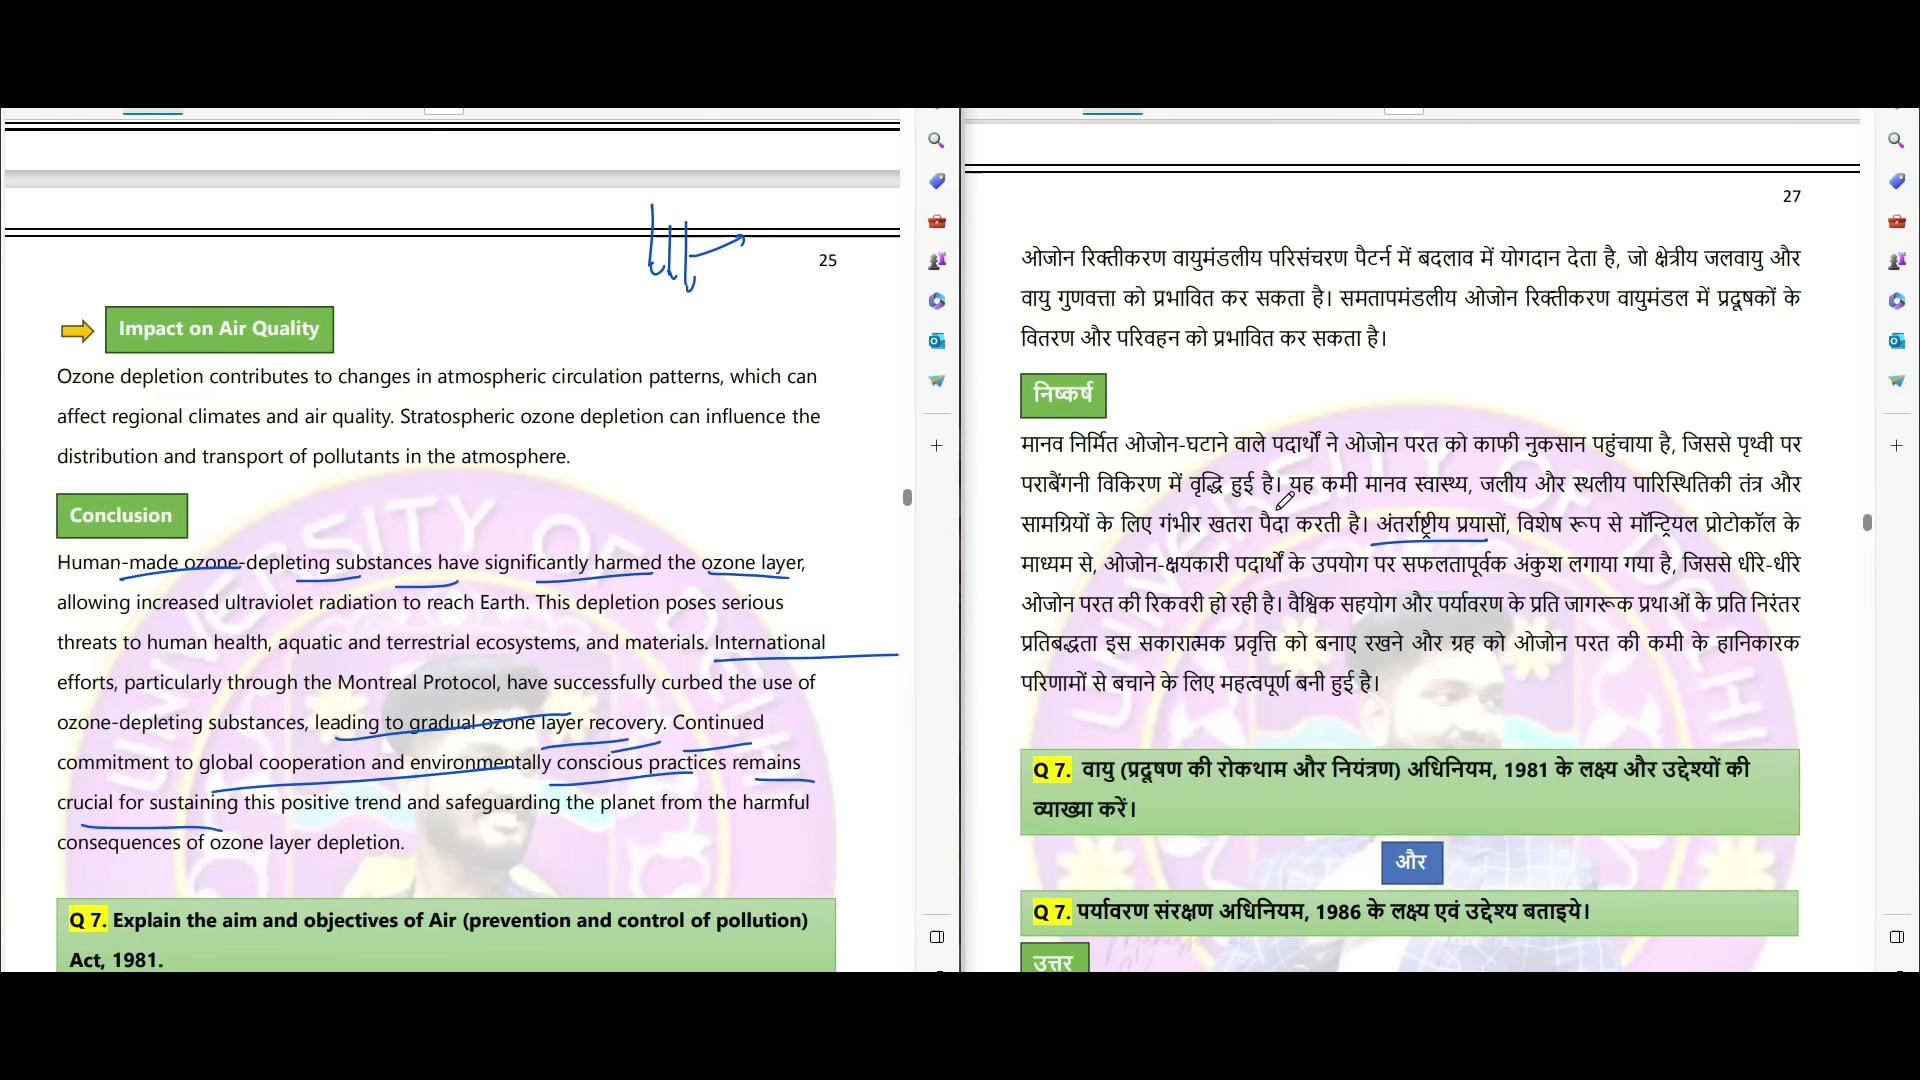 25
Impact on Air Quality
Ozone depletion contributes to changes in atmospheric circulation patterns, which can
affect regional climates and air quality. Stratospheric ozone depletion can influence the
distribution and transport of pollutants in the atmosphere.
Conclusion
Human-made ozone-depleting substances have significantly harmed the ozone layer,
allowing increased ultraviolet radiation to reach Earth. This depletion poses serious
threats to human health, aquatic and terrestrial ecosystems, and materials. International
efforts, particularly through the Montreal Protocol, have successfully curbed the use of
ozone-depleting substances, leading to gradual ozone layer recovery. Continued
commitment to global cooperation and environmentally conscious practices remains
crucial for sustaining this positive trend and safeguarding the planet from the harmful
consequences of ozone layer depletion.
Q 7. Explain the aim and objectives of Air (prevention and control of pollution)
Act, 1981.
UNIVERSITY OF DELHI
27
ओजोन रिक्तीकरण वायुमंडलीय परिसंचरण पैटर्न में बदलाव में योगदान देता है, जो क्षेत्रीय जलवायु और
वायु गुणवत्ता को प्रभावित कर सकता है। समतापमंडलीय ओजोन रिक्तीकरण वायुमंडल में प्रदूषकों के
वितरण और परिवहन को प्रभावित कर सकता है।
निष्कर्ष
मानव निर्मित ओजोन-घटाने वाले पदार्थों ने ओजोन परत को काफी नुकसान पहुंचाया है, जिससे पृथ्वी पर
पराबैंगनी विकिरण में वृद्धि हुई है। यह कमी मानव स्वास्थ्य, जलीय और स्थलीय पारिस्थितिकी तंत्र और
सामग्रियों के लिए गंभीर खतरा पैदा करती है। अंतर्राष्ट्रीय प्रयासों, विशेष रूप से मॉन्ट्रियल प्रोटोकॉल के
माध्यम से, ओजोन-क्षयकारी पदार्थों के उपयोग पर सफलतापूर्वक अंकुश लगाया गया है, जिससे धीरे-धीरे
ओजोन परत की रिकवरी हो रही है। वैश्विक सहयोग और पर्यावरण के प्रति जागरूक प्रथाओं के प्रति निरंतर
प्रतिबद्धता इस सकारात्मक प्रवृत्ति को बनाए रखने और ग्रह को ओजोन परत की कमी के हानिकारक
परिणामों से बचाने के लिए महत्वपूर्ण बनी हुई है।
Q 7. वायु (प्रदूषण की रोकथाम और नियंत्रण) अधिनियम, 1981 के लक्ष्य और उद्देश्यों की
व्याख्या करें।
और
Q 7. पर्यावरण संरक्षण अधिनियम, 1986 के लक्ष्य एवं उद्देश्य बताइये।
उत्तर
UNIVERSITY OF DELHI